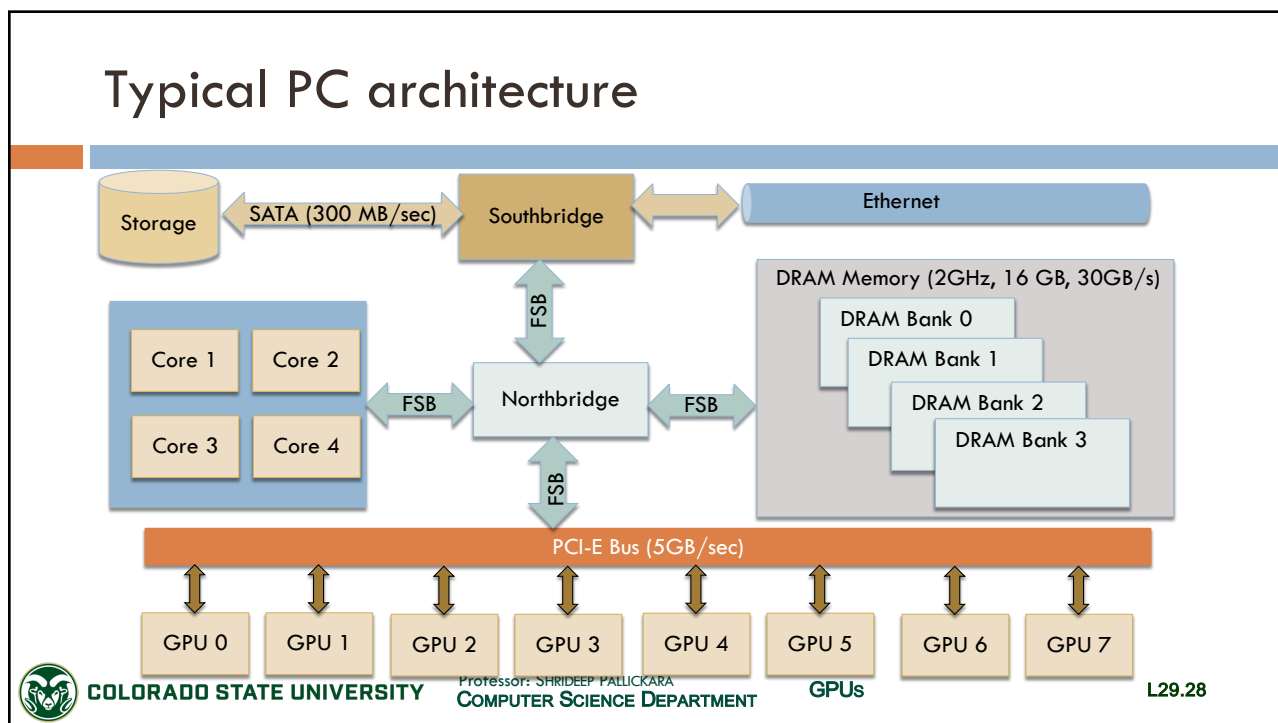 Typical PC architecture
Storage
SATA (300 MB/sec)
Southbridge
Ethernet
FSB
DRAM Memory (2GHz, 16 GB, 30GB/s)
DRAM Bank 0
DRAM Bank 1
DRAM Bank 2
DRAM Bank 3
Core 1
Core 2
Core 3
Core 4
FSB
Northbridge
FSB
FSB
PCI-E Bus (5GB/sec)
GPU 0
GPU 1
GPU 2
GPU 3
GPU 4
GPU 5
GPU 6
GPU 7
COLORADO STATE UNIVERSITY
Professor: SHRIDEEP PALLICKARA
COMPUTER SCIENCE DEPARTMENT
GPUs
L29.28